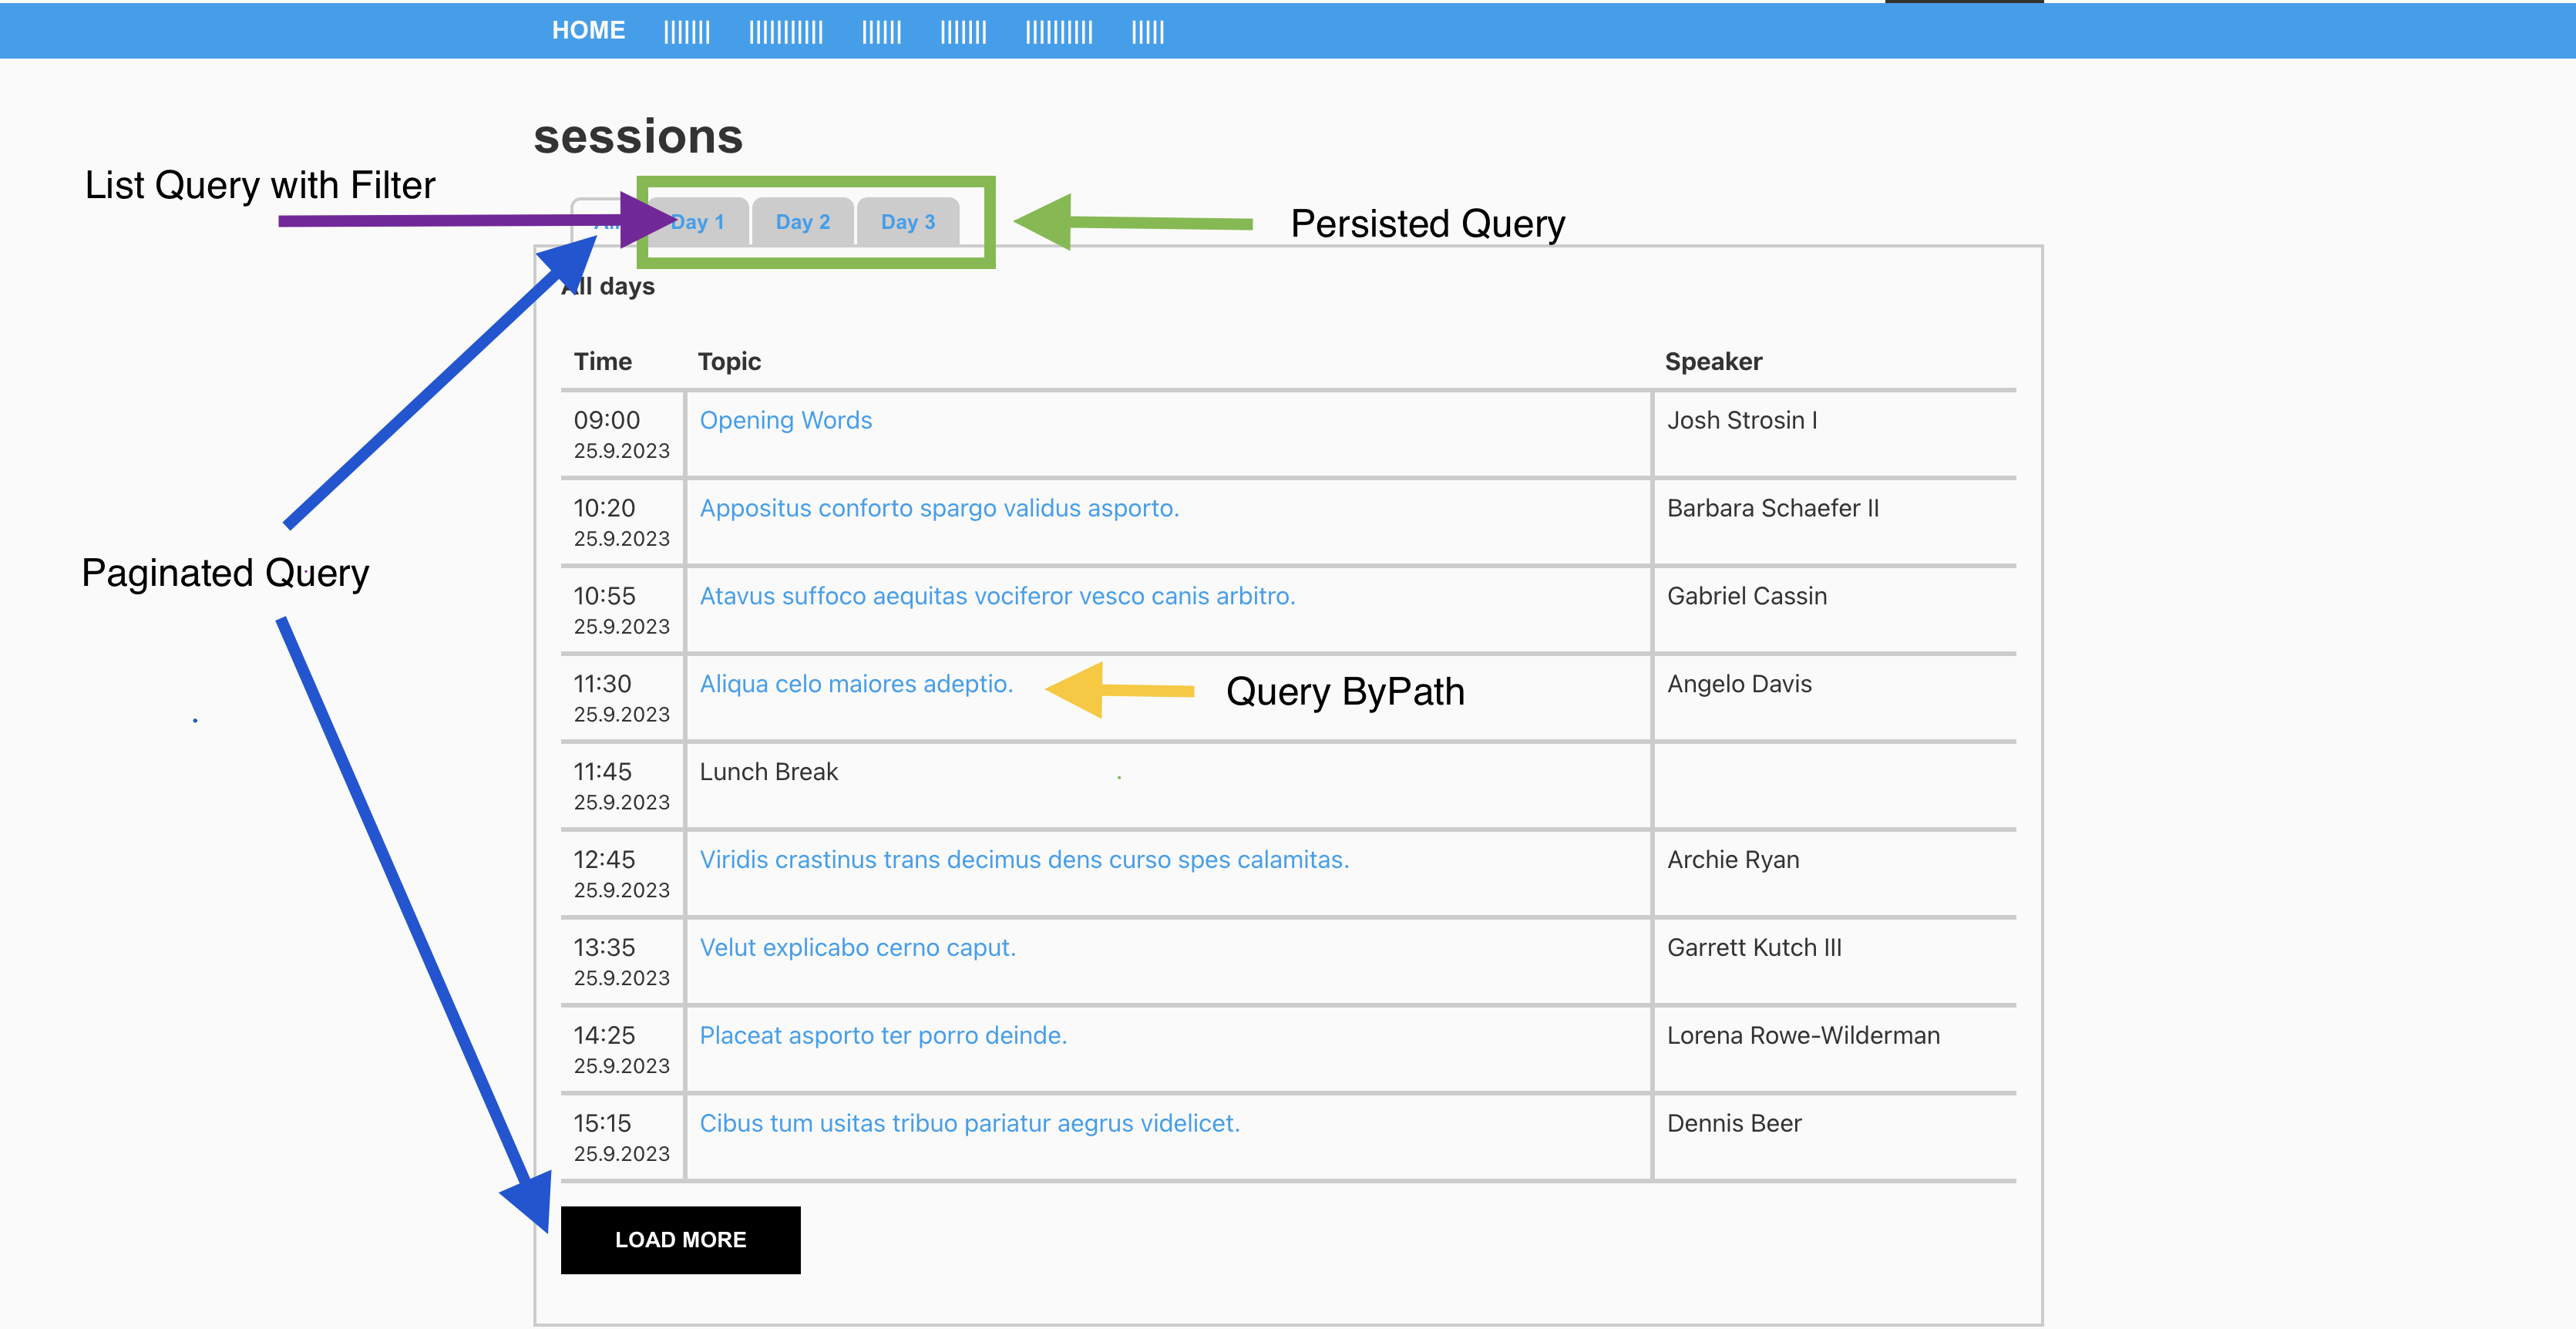 HOME
sessions
List Query with Filter
Day 1 Day 2 Day 3
Persisted Query
All days
Time Topic Speaker
09:00 Opening Words Josh Strosin I
25.9.2023
10:20 Appositus conforto spargo validus asporto. Barbara Schaefer II
25.9.2023
Paginated Query
10:55 Atavus suffoco aequitas vociferor vesco canis arbitro. Gabriel Cassin
25.9.2023
11:30 Aliqua celo maiores adeptio. Query ByPath Angelo Davis
25.9.2023
11:45 Lunch Break
25.9.2023
12:45 Viridis crastinus trans decimus dens curso spes calamitas. Archie Ryan
25.9.2023
13:35 Velut explicabo cerno caput. Garrett Kutch III
25.9.2023
14:25 Placeat asporto ter porro deinde. Lorena Rowe-Wilderman
25.9.2023
15:15 Cibus tum usitas tribuo pariatur aegrus videlicet. Dennis Beer
25.9.2023
LOAD MORE